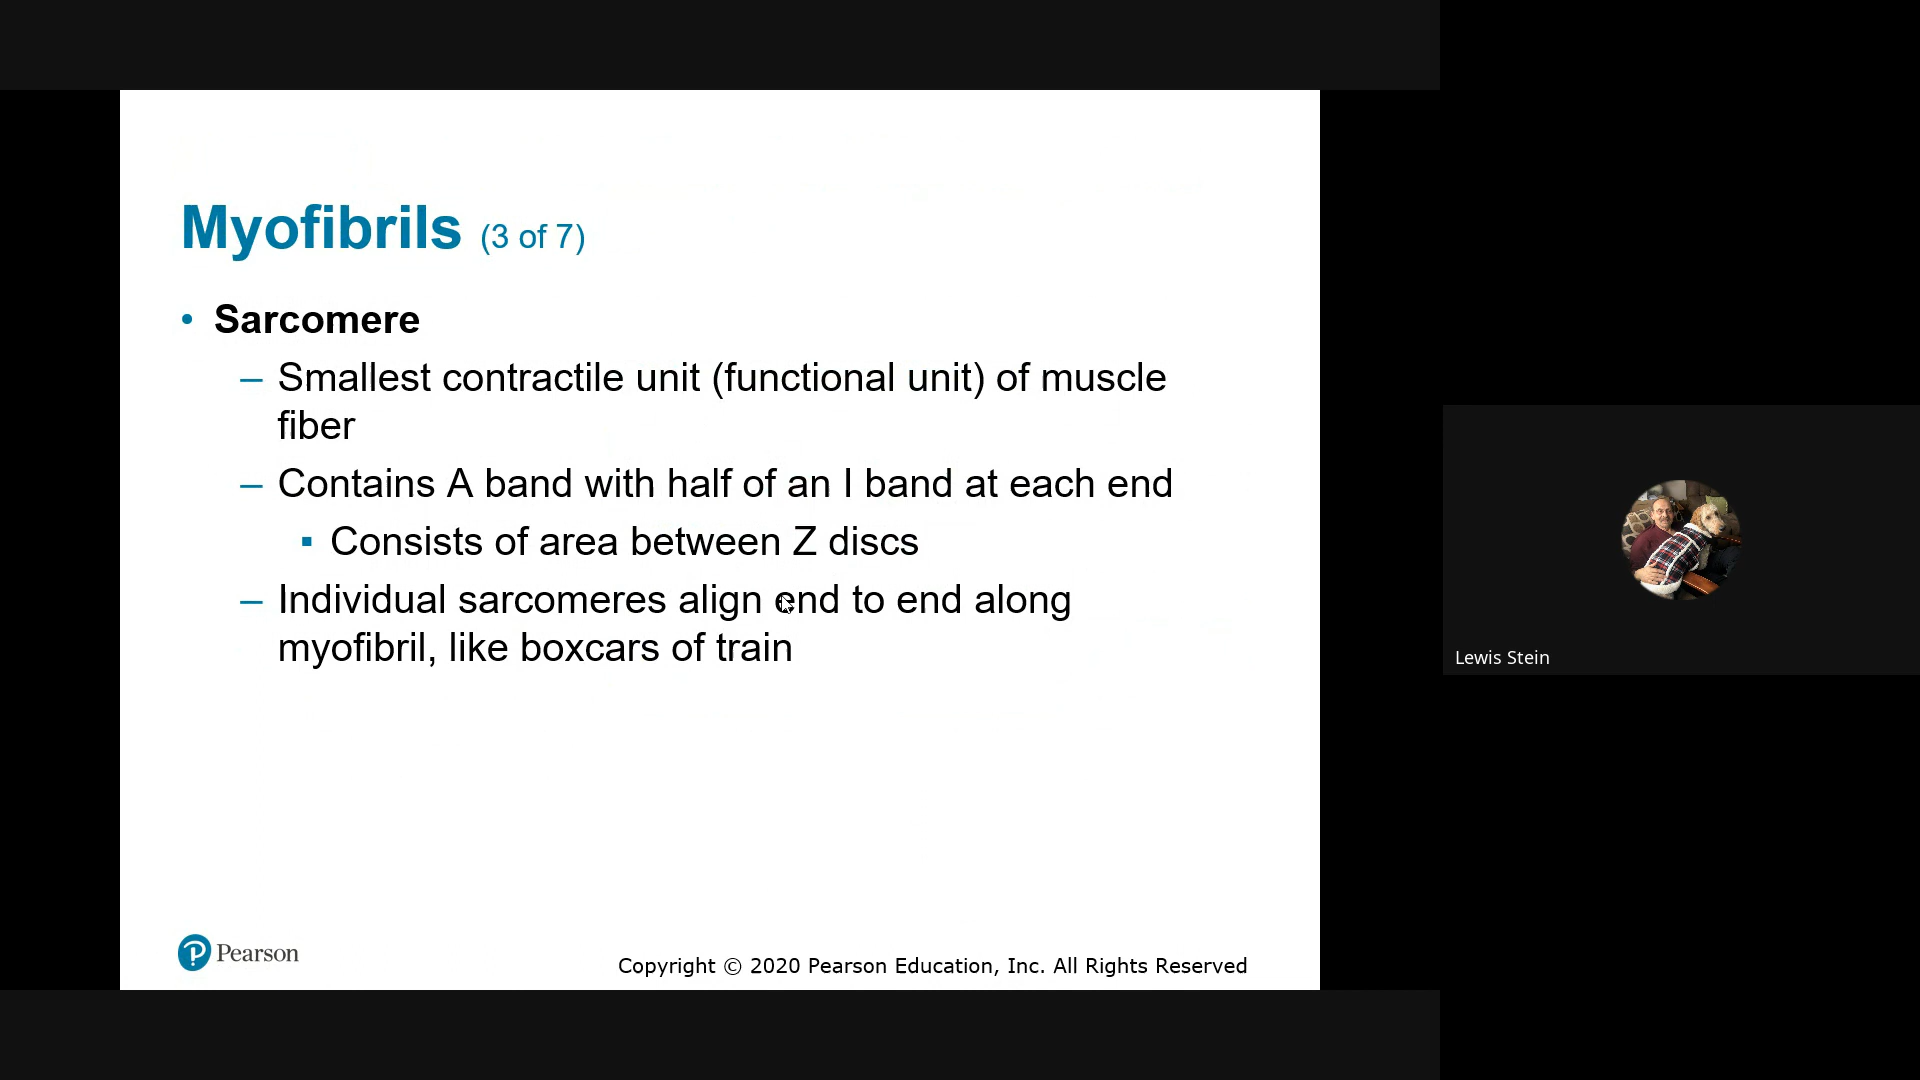 Myofibrils (3 of 7)
• Sarcomere
– Smallest contractile unit (functional unit) of muscle
fiber
– Contains A band with half of an I band at each end
▪ Consists of area between Z discs
– Individual sarcomeres align end to end along
myofibril, like boxcars of train
Pearson
Copyright © 2020 Pearson Education, Inc. All Rights Reserved
Lewis Stein